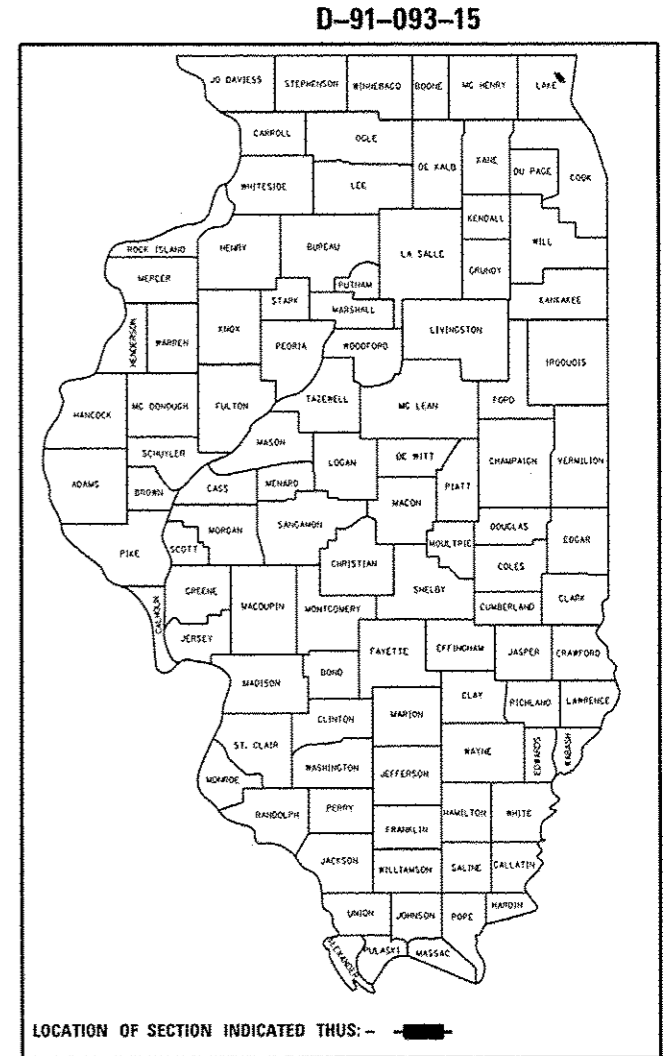 D-91-093-15
JO DAVIESS STEPHENSON WINNEBAGO BOONE MC HENRY LAKE
CARROLL OGLE
DE KALB KANE DU PAGE COOK
WHITESIDE LEE
KENDALL
ROCK ISLAND HENRY BUREAU LA SALLE WILL
MERCER PUTNAM GRUNDY
STARK MARSHALL KANKAKEE
HENDERSON WARREN KNOX PEORIA WOODFORD LIVINGSTON
IROQUOIS
HANCOCK MC DONOUGH FULTON TAZEWELL MC LEAN FORD
MASON
SCHUYLER LOGAN DE WITT CHAMPAIGN VERMILION
ADAMS BROWN CASS MENARD PIATT
MACON
MORGAN SANGAMON DOUGLAS
PIKE SCOTT MOULTRIE EDGAR
CHRISTIAN COLES
GREENE SHELBY
CALHOUN MACOUPIN MONTGOMERY CUMBERLAND CLARK
JERSEY
FAYETTE EFFINGHAM JASPER CRAWFORD
MADISON BOND
CLAY RICHLAND LAWRENCE
CLINTON MARION
ST. CLAIR WAYNE EDWARDS WABASH
MONROE WASHINGTON JEFFERSON
RANDOLPH PERRY HAMILTON WHITE
FRANKLIN
JACKSON WILLIAMSON SALINE GALLATIN
UNION JOHNSON POPE HARDIN
ALEXANDER PULASKI MASSAC
LOCATION OF SECTION INDICATED THUS: -